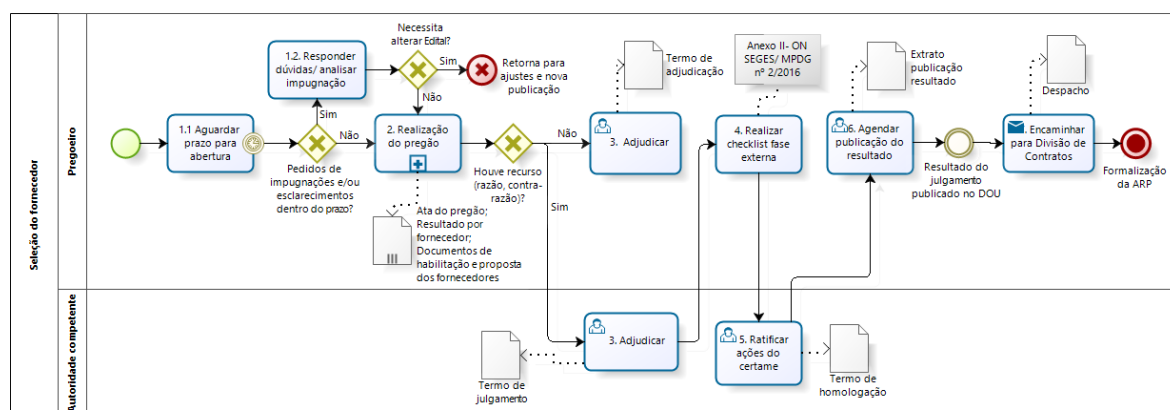 Seleção do fornecedor
Pregoeiro
1.1 Aguardar
prazo para
abertura
Pedidos de
impugnações e/ou
esclarecimentos
dentro do prazo?
Sim
Não
1.2. Responder
dúvidas/ analisar
impugnação
Necessita
alterar Edital?
Sim
Não
Retorna para
ajustes e nova
publicação
2. Realização
do pregão
Ata do pregão;
Resultado por
fornecedor;
Documentos de
habilitação e proposta
dos fornecedores
Houve recurso
(razão, contra-
razão)?
Não
Sim
Termo de
adjudicação
3. Adjudicar
Anexo II- ON
SEGES/ MPDG
nº 2/2016
4. Realizar
checklist fase
externa
Extrato
publicação
resultado
6. Agendar
publicação do
resultado
Resultado do
julgamento
publicado no DOU
Despacho
7. Encaminhar
para Divisão de
Contratos
Formalização
da ARP
Autoridade competente
Termo de
julgamento
3. Adjudicar
5. Ratificar
ações do
certame
Termo de
homologação